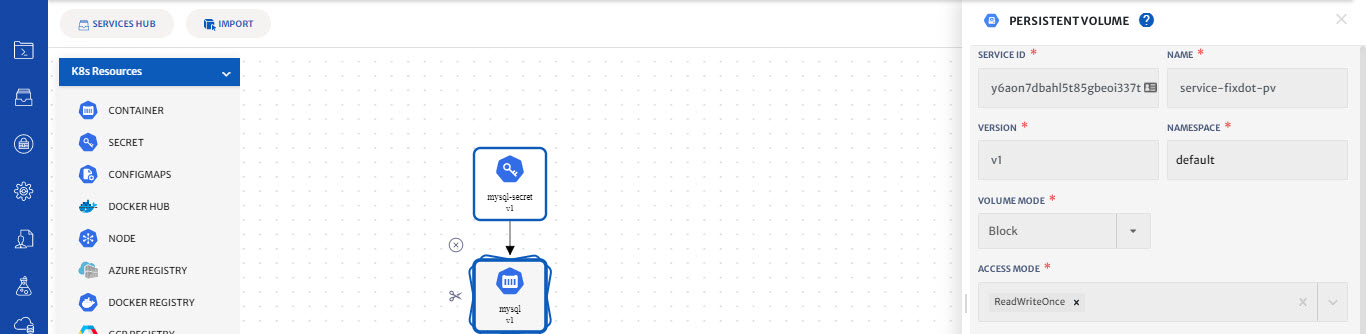 SERVICES HUB
IMPORT
K8s Resources
CONTAINER
SECRET
CONFIGMAPS
DOCKER HUB
NODE
AZURE REGISTRY
DOCKER REGISTRY
GCP REGISTRY
mysql-secret
v1
mysql
v1
PERSISTENT VOLUME ?
SERVICE ID *
NAME *
y6aon7dbahl5t85gbeoi337t
service-fixdot-pv
VERSION *
NAMESPACE *
v1
default
VOLUME MODE *
Block
ACCESS MODE *
ReadWriteOnce ×